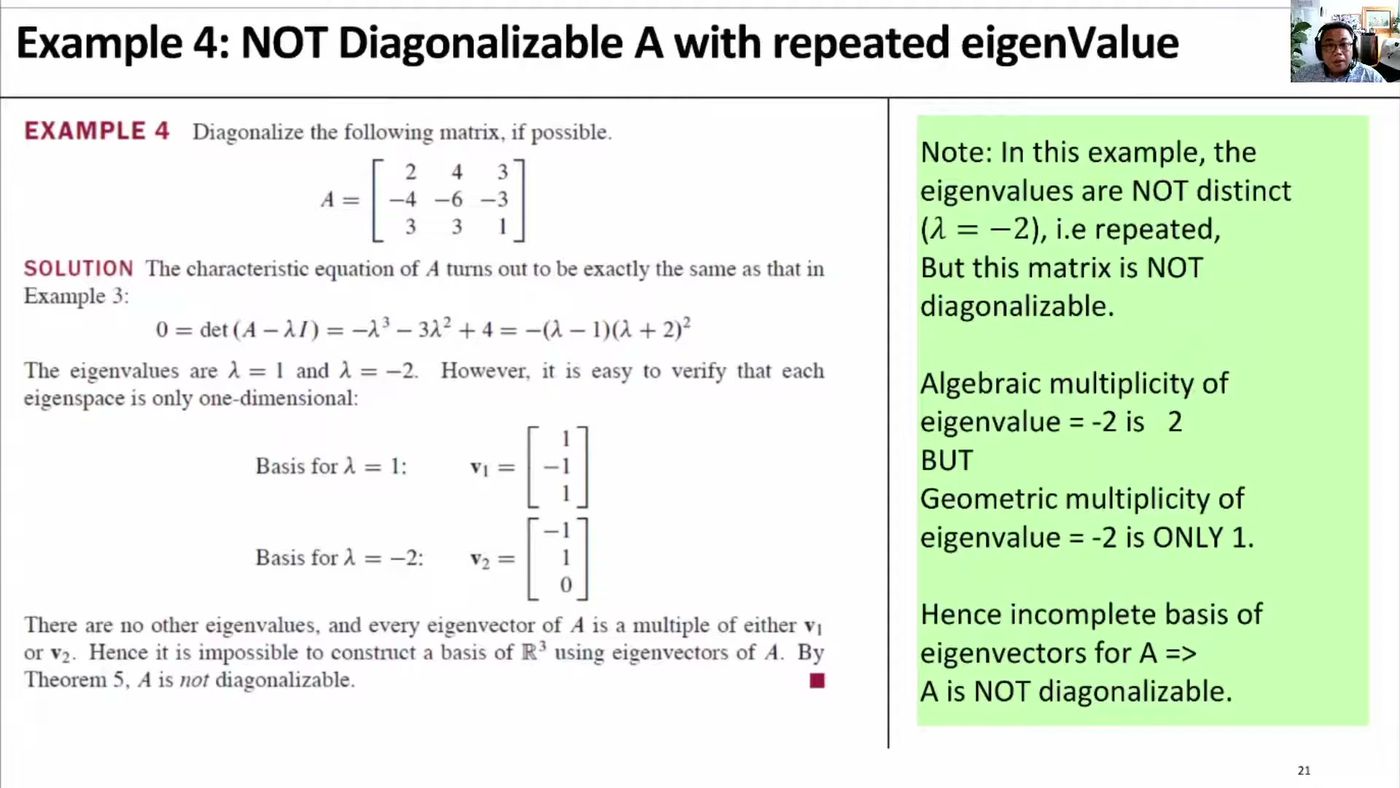 Example 4: NOT Diagonalizable A with repeated eigenValue
EXAMPLE 4 Diagonalize the following matrix, if possible.
A = [ 2 4 3
−4 −6 −3
3 3 1 ]
SOLUTION The characteristic equation of A turns out to be exactly the same as that in
Example 3:
0 = det (A − λI) = −λ³ − 3λ² + 4 = −(λ − 1)(λ + 2)²
The eigenvalues are λ = 1 and λ = −2. However, it is easy to verify that each
eigenspace is only one-dimensional:
Basis for λ = 1: v₁ = [ 1
−1
1 ]
Basis for λ = −2: v₂ = [ −1
1
0 ]
There are no other eigenvalues, and every eigenvector of A is a multiple of either v₁
or v₂. Hence it is impossible to construct a basis of ℝ³ using eigenvectors of A. By
Theorem 5, A is not diagonalizable.
Note: In this example, the
eigenvalues are NOT distinct
(λ = −2), i.e repeated,
But this matrix is NOT
diagonalizable.
Algebraic multiplicity of
eigenvalue = -2 is 2
BUT
Geometric multiplicity of
eigenvalue = -2 is ONLY 1.
Hence incomplete basis of
eigenvectors for A =>
A is NOT diagonalizable.
21